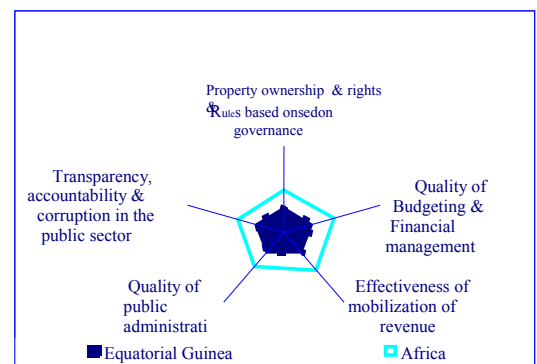 Property ownership & rights
& Rules based onsedon
governance
Transparency,
accountability &
corruption in the
public sector
Quality of
Budgeting &
Financial
management
Quality of
public
administrati
Effectiveness of
mobilization of
revenue
Equatorial Guinea
Africa